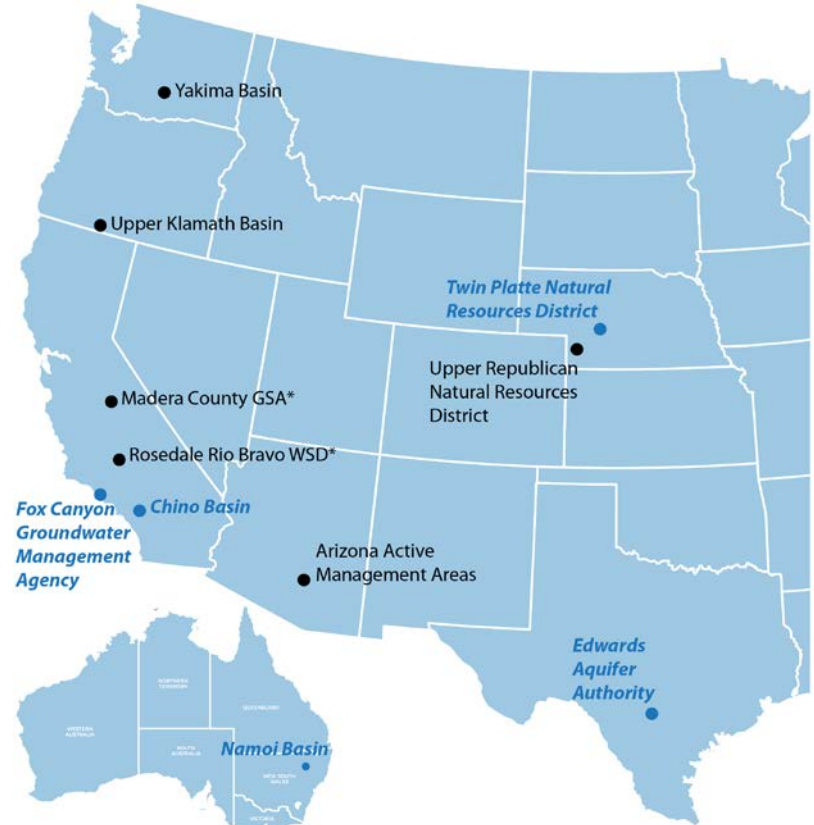 Yakima Basin
Upper Klamath Basin
Twin Platte Natural
Resources District
Upper Republican
Natural Resources
District
Madera County GSA*
Rosedale Rio Bravo WSD*
Fox Canyon
Groundwater
Management
Agency
Chino Basin
Arizona Active
Management Areas
Edwards
Aquifer
Authority
NORTHERN
TERRITORY
QUEENSLAND
WESTERN
AUSTRALIA
SOUTH
AUSTRALIA
Namoi Basin
NEW SOUTH
WALES
VICTORIA